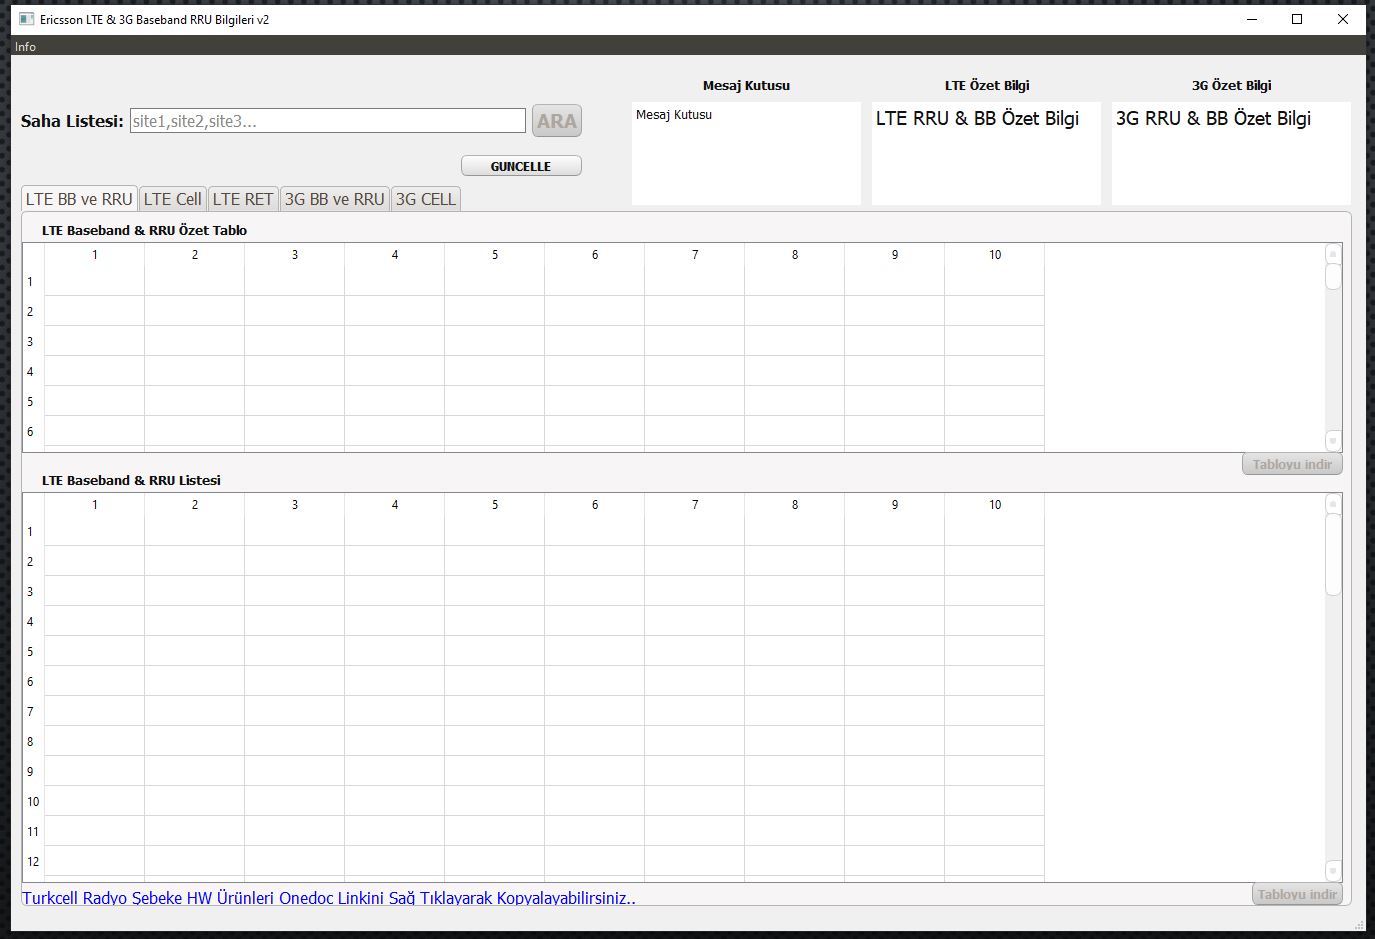 Ericsson LTE & 3G Baseband RRU Bilgileri v2
Info
Mesaj Kutusu
LTE Özet Bilgi
3G Özet Bilgi
Saha Listesi: site1,site2,site3... ARA
Mesaj Kutusu
LTE RRU & BB Özet Bilgi
3G RRU & BB Özet Bilgi
GUNCELLE
LTE BB ve RRU LTE Cell LTE RET 3G BB ve RRU 3G CELL
LTE Baseband & RRU Özet Tablo
1 2 3 4 5 6 7 8 9 10
1
2
3
4
5
6
Tabloyu indir
LTE Baseband & RRU Listesi
1 2 3 4 5 6 7 8 9 10
1
2
3
4
5
6
7
8
9
10
11
12
Turkcell Radyo Şebeke HW Ürünleri Onedoc Linkini Sağ Tıklayarak Kopyalayabilirsiniz..
Tabloyu indir